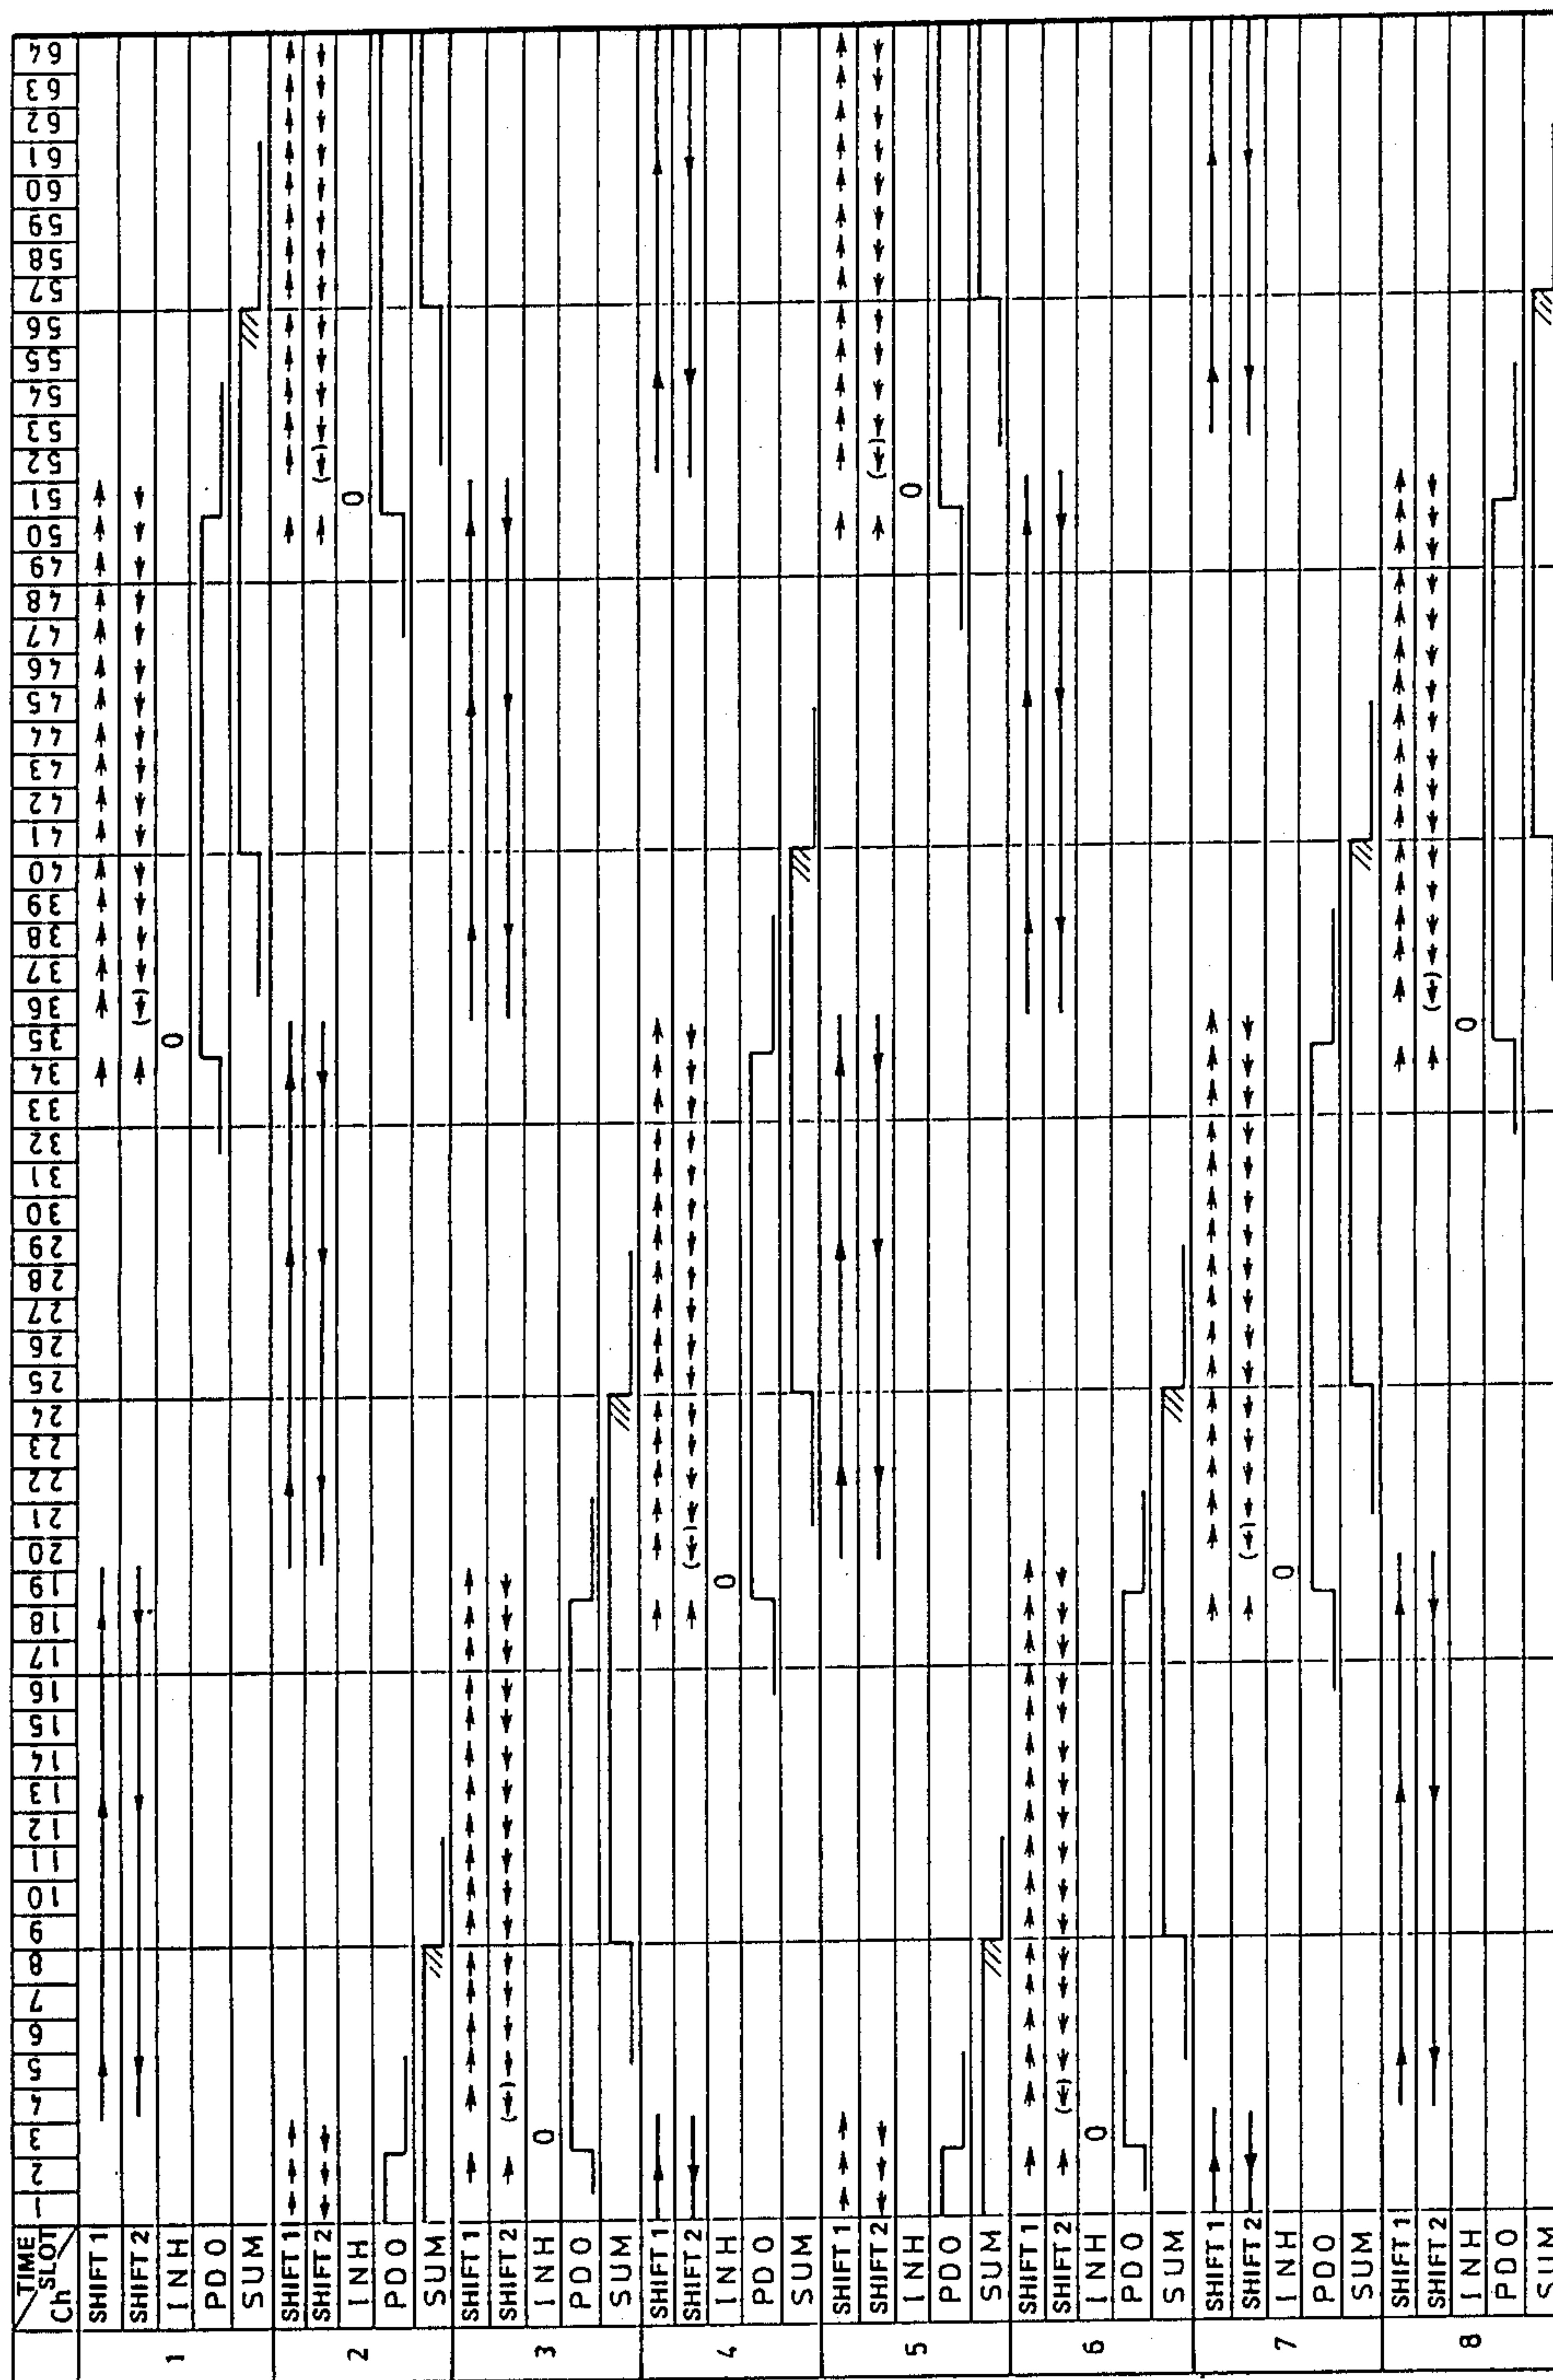 TIME
SLOT
Ch
1 2 3 4 5 6 7 8 9 10 11 12 13 14 15 16 17 18 19 20 21 22 23 24 25 26 27 28 29 30 31 32 33 34 35 36 37 38 39 40 41 42 43 44 45 46 47 48 49 50 51 52 53 54 55 56 57 58 59 60 61 62 63 64
1
SHIFT 1
SHIFT 2 ( )
INH 0
PDO
SUM
2
SHIFT 1
SHIFT 2 ( )
INH 0
PDO
SUM
3
SHIFT 1
SHIFT 2 ( )
INH 0
PDO
SUM
4
SHIFT 1
SHIFT 2 ( )
INH 0
PDO
SUM
5
SHIFT 1
SHIFT 2 ( )
INH 0
PDO
SUM
6
SHIFT 1
SHIFT 2 ( )
INH 0
PDO
SUM
7
SHIFT 1
SHIFT 2 ( )
INH 0
PDO
SUM
8
SHIFT 1
SHIFT 2 ( )
INH 0
PDO
SUM